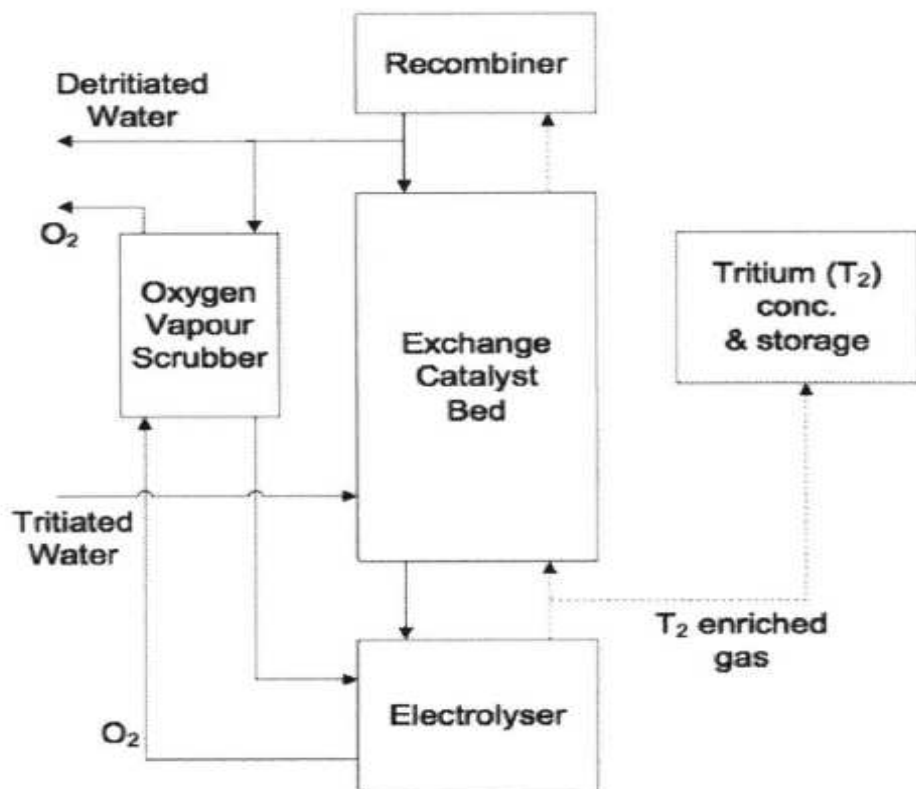 Recombiner
Detritiated
Water
O₂
Oxygen
Vapour
Scrubber
Exchange
Catalyst
Bed
Tritium (T₂)
conc.
& storage
Tritiated
Water
T₂ enriched
gas
Electrolyser
O₂